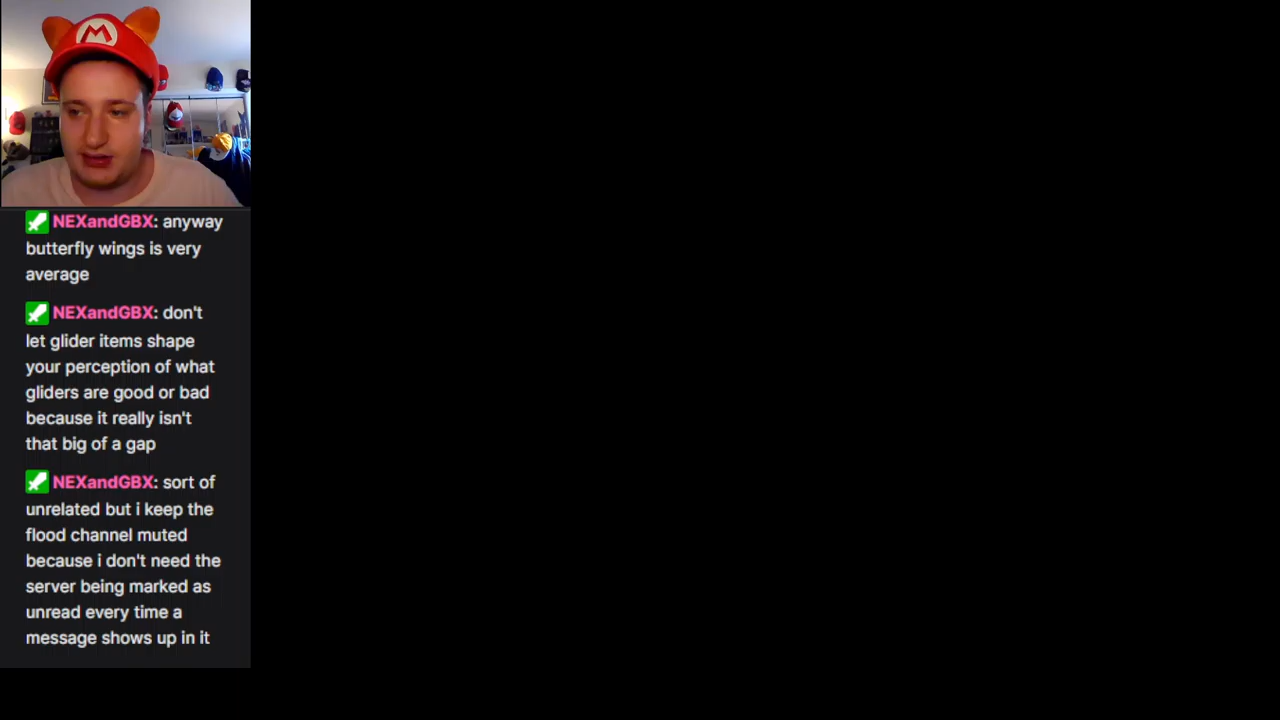 M
NEXandGBX: anyway
butterfly wings is very
average
NEXandGBX: don't
let glider items shape
your perception of what
gliders are good or bad
because it really isn't
that big of a gap
NEXandGBX: sort of
unrelated but i keep the
flood channel muted
because i don't need the
server being marked as
unread every time a
message shows up in it